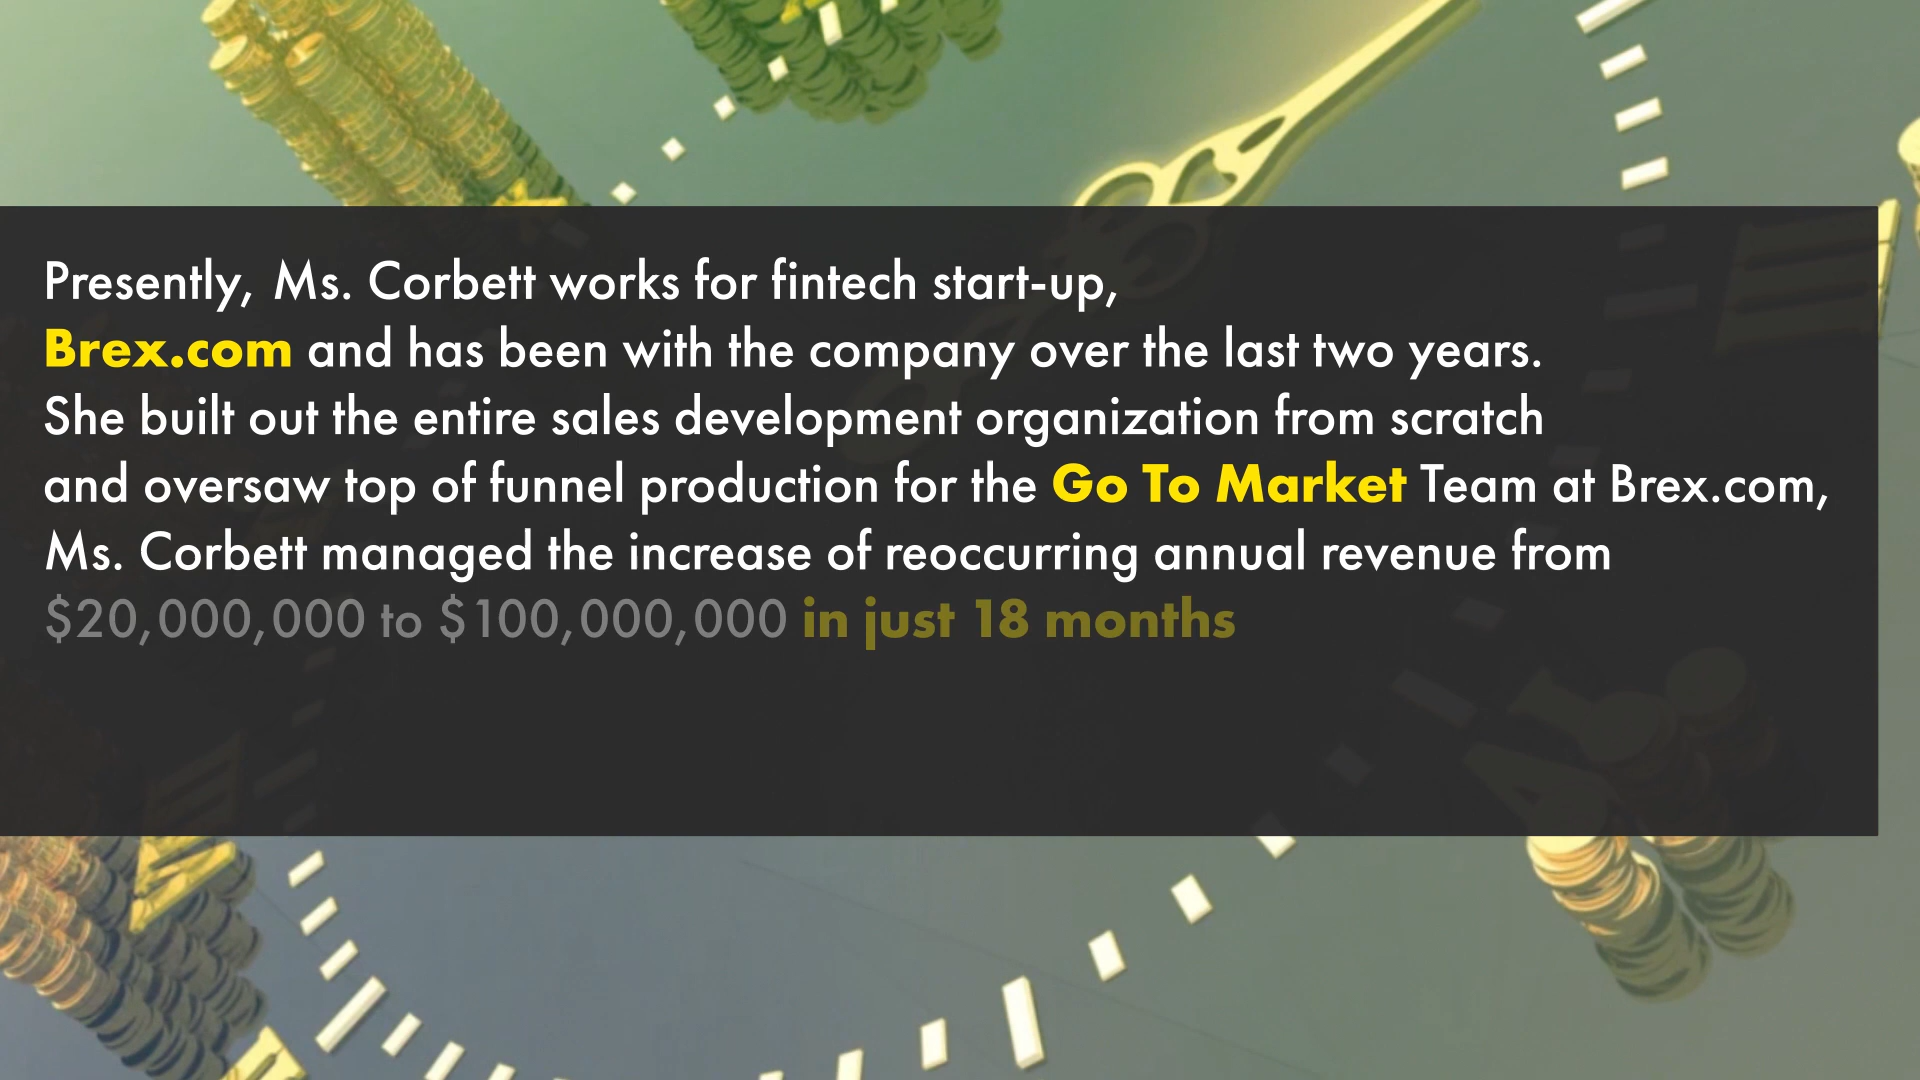 Presently, Ms. Corbett works for fintech start-up,
Brex.com and has been with the company over the last two years.
She built out the entire sales development organization from scratch
and oversaw top of funnel production for the Go To Market Team at Brex.com,
Ms. Corbett managed the increase of reoccurring annual revenue from
$20,000,000 to $100,000,000 in just 18 months